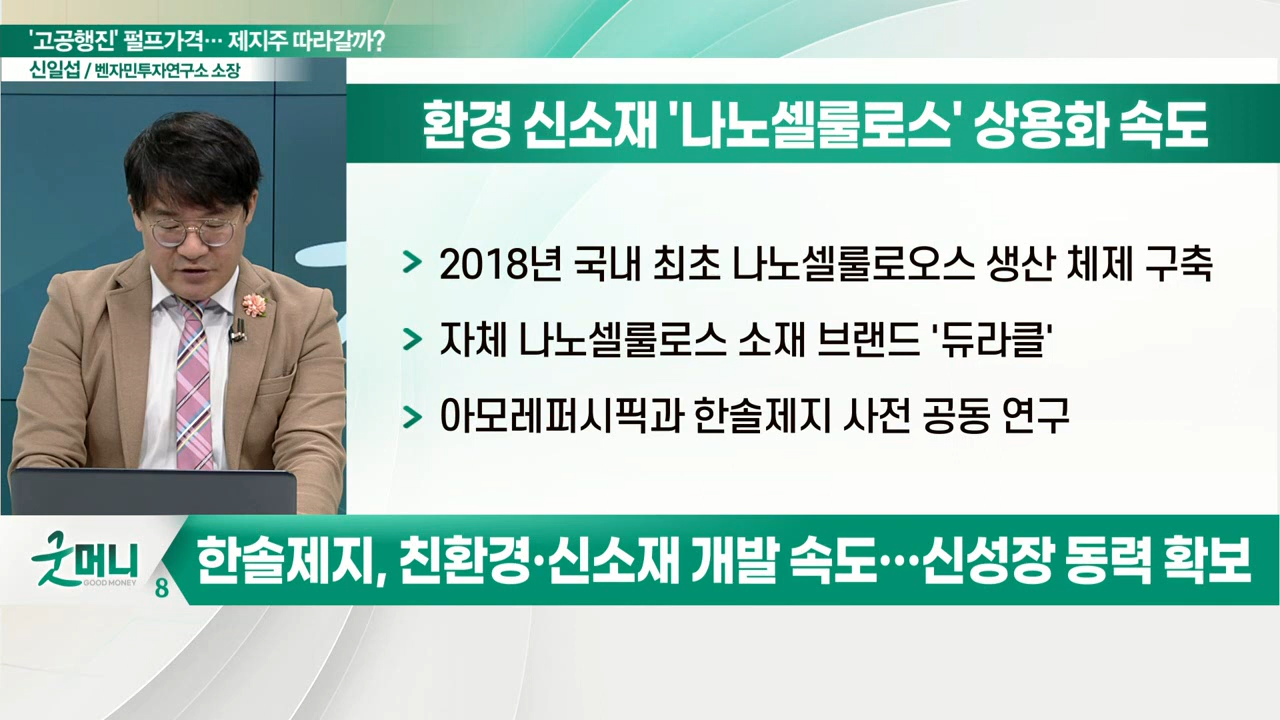 '고공행진' 펄프가격… 제지주 따라갈까?
신일섭 / 벤자민투자연구소 소장
환경 신소재 '나노셀룰로스' 상용화 속도
> 2018년 국내 최초 나노셀룰로오스 생산 체제 구축
> 자체 나노셀룰로스 소재 브랜드 '듀라클'
> 아모레퍼시픽과 한솔제지 사전 공동 연구
굿머니
GOOD MONEY
8
한솔제지, 친환경·신소재 개발 속도…신성장 동력 확보